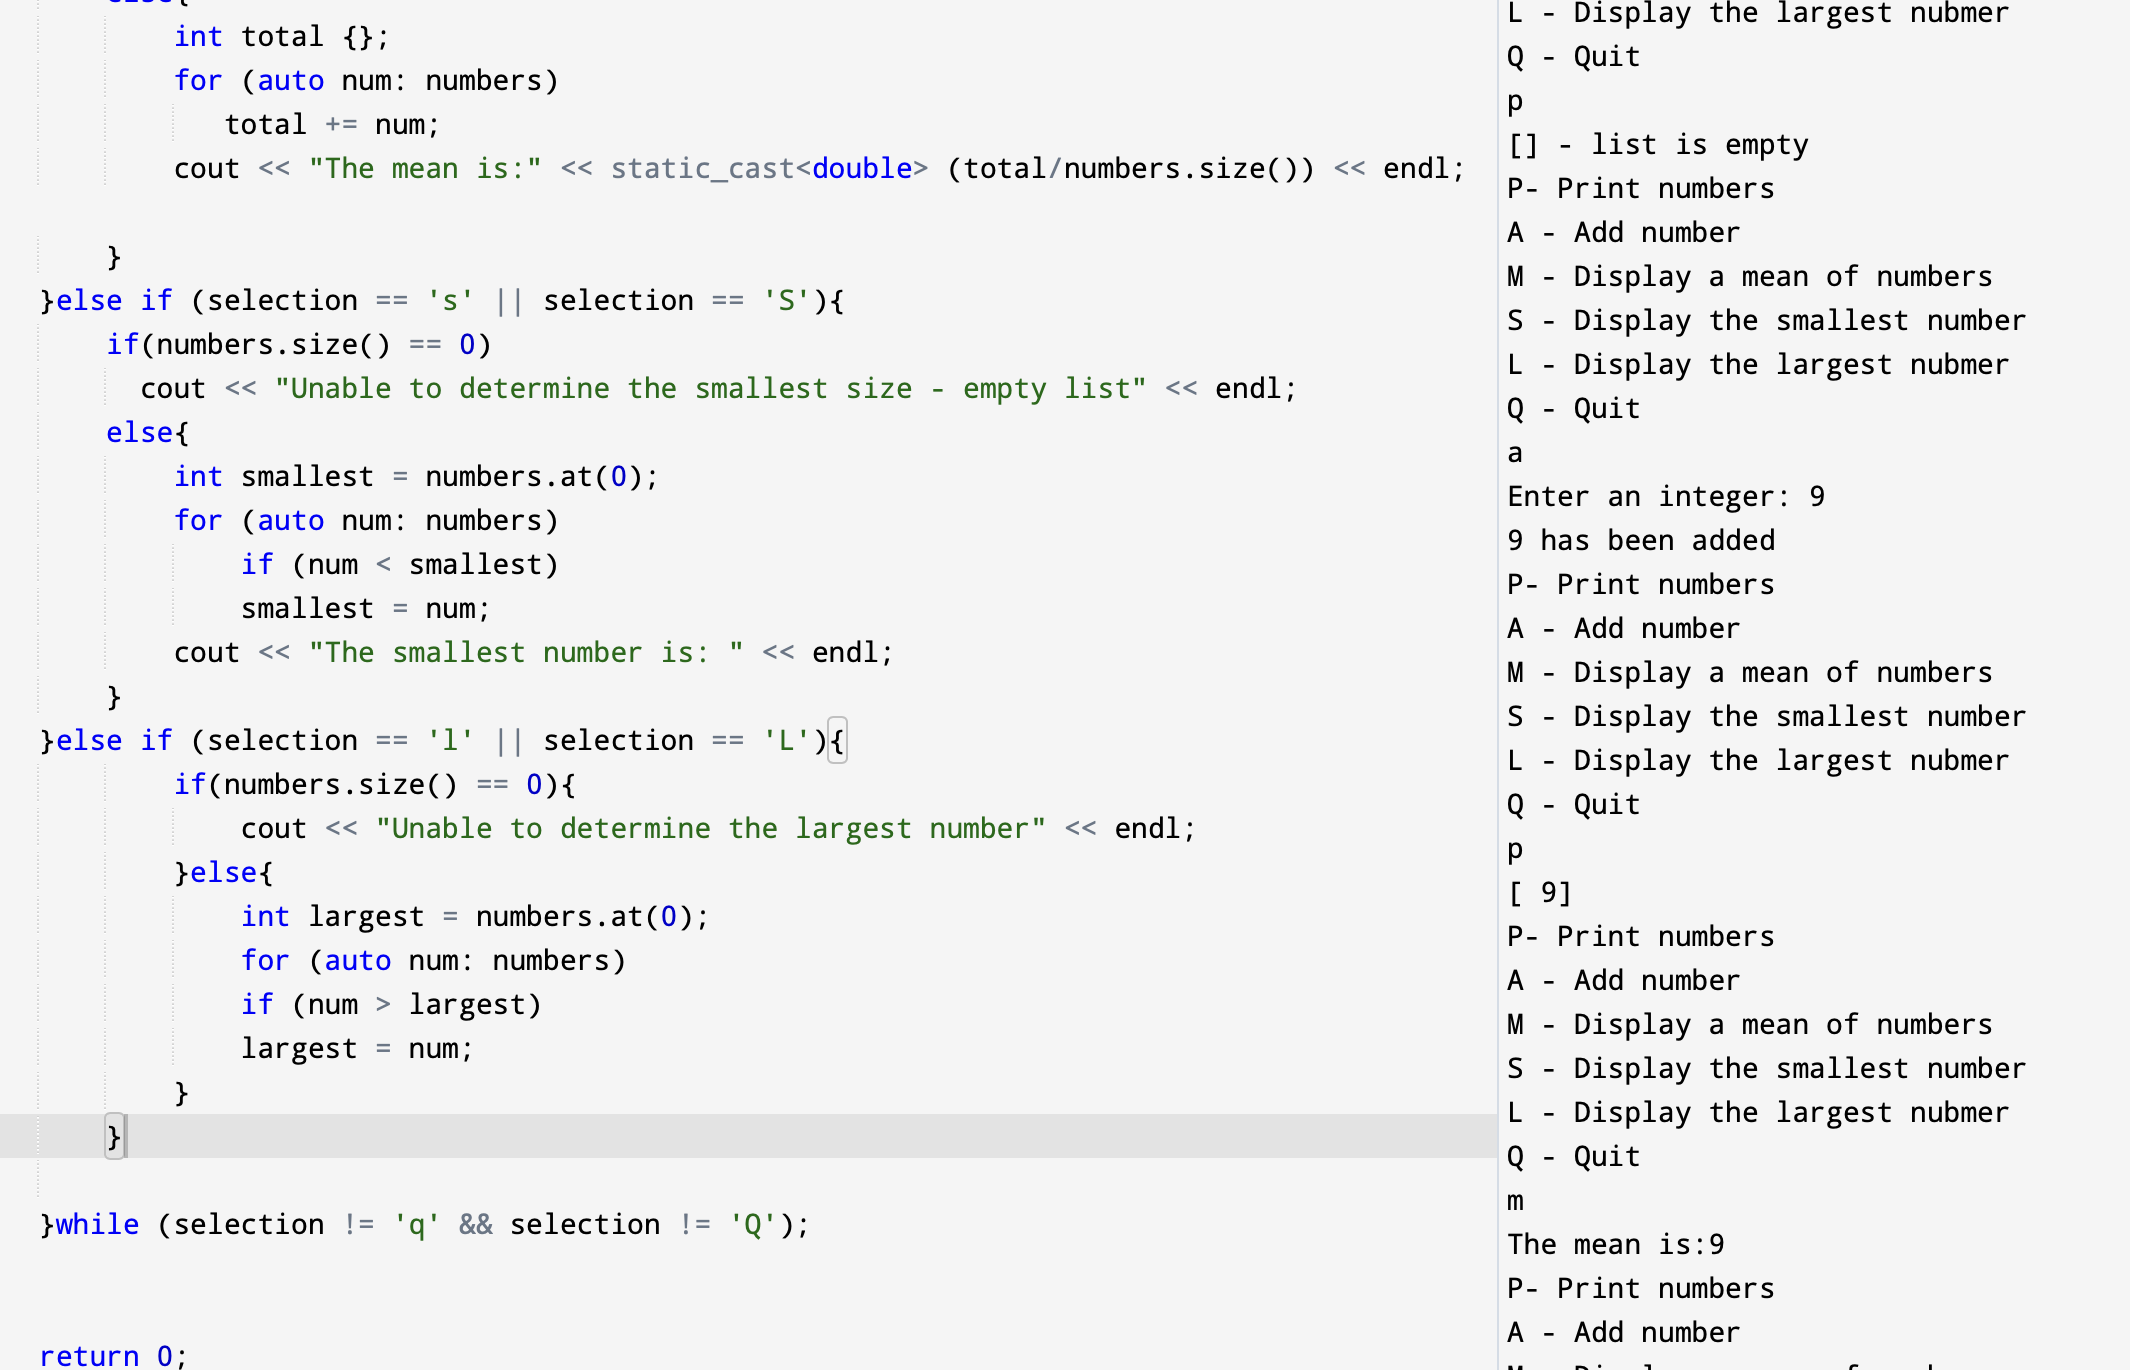 else{
int total {};
for (auto num: numbers)
total += num;
cout << "The mean is:" << static_cast<double> (total/numbers.size()) << endl;
}
}else if (selection == 's' || selection == 'S'){
if(numbers.size() == 0)
cout << "Unable to determine the smallest size - empty list" << endl;
else{
int smallest = numbers.at(0);
for (auto num: numbers)
if (num < smallest)
smallest = num;
cout << "The smallest number is: " << endl;
}
}else if (selection == 'l' || selection == 'L'){
if(numbers.size() == 0){
cout << "Unable to determine the largest number" << endl;
}else{
int largest = numbers.at(0);
for (auto num: numbers)
if (num > largest)
largest = num;
}
}
}while (selection != 'q' && selection != 'Q');
return 0;
L - Display the largest nubmer
Q - Quit
p
[] - list is empty
P- Print numbers
A - Add number
M - Display a mean of numbers
S - Display the smallest number
L - Display the largest nubmer
Q - Quit
a
Enter an integer: 9
9 has been added
P- Print numbers
A - Add number
M - Display a mean of numbers
S - Display the smallest number
L - Display the largest nubmer
Q - Quit
p
[ 9]
P- Print numbers
A - Add number
M - Display a mean of numbers
S - Display the smallest number
L - Display the largest nubmer
Q - Quit
m
The mean is:9
P- Print numbers
A - Add number